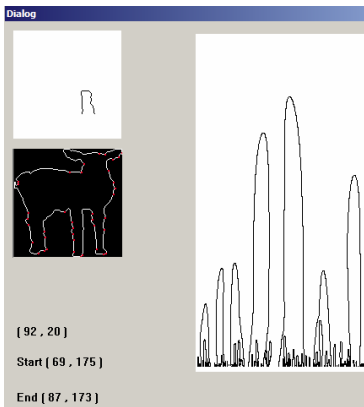 Dialog
( 92 , 20 )
Start ( 69 , 175 )
End ( 87 , 173 )